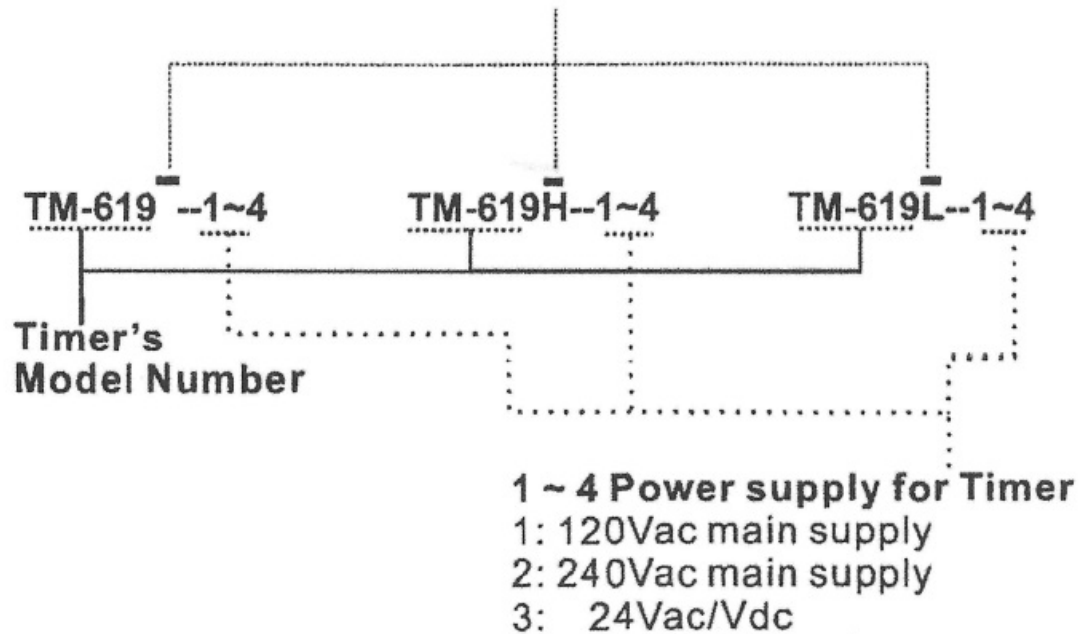 TM-619 --1~4 TM-619H--1~4 TM-619L--1~4
Timer's
Model Number
1 ~ 4 Power supply for Timer
1: 120Vac main supply
2: 240Vac main supply
3: 24Vac/Vdc